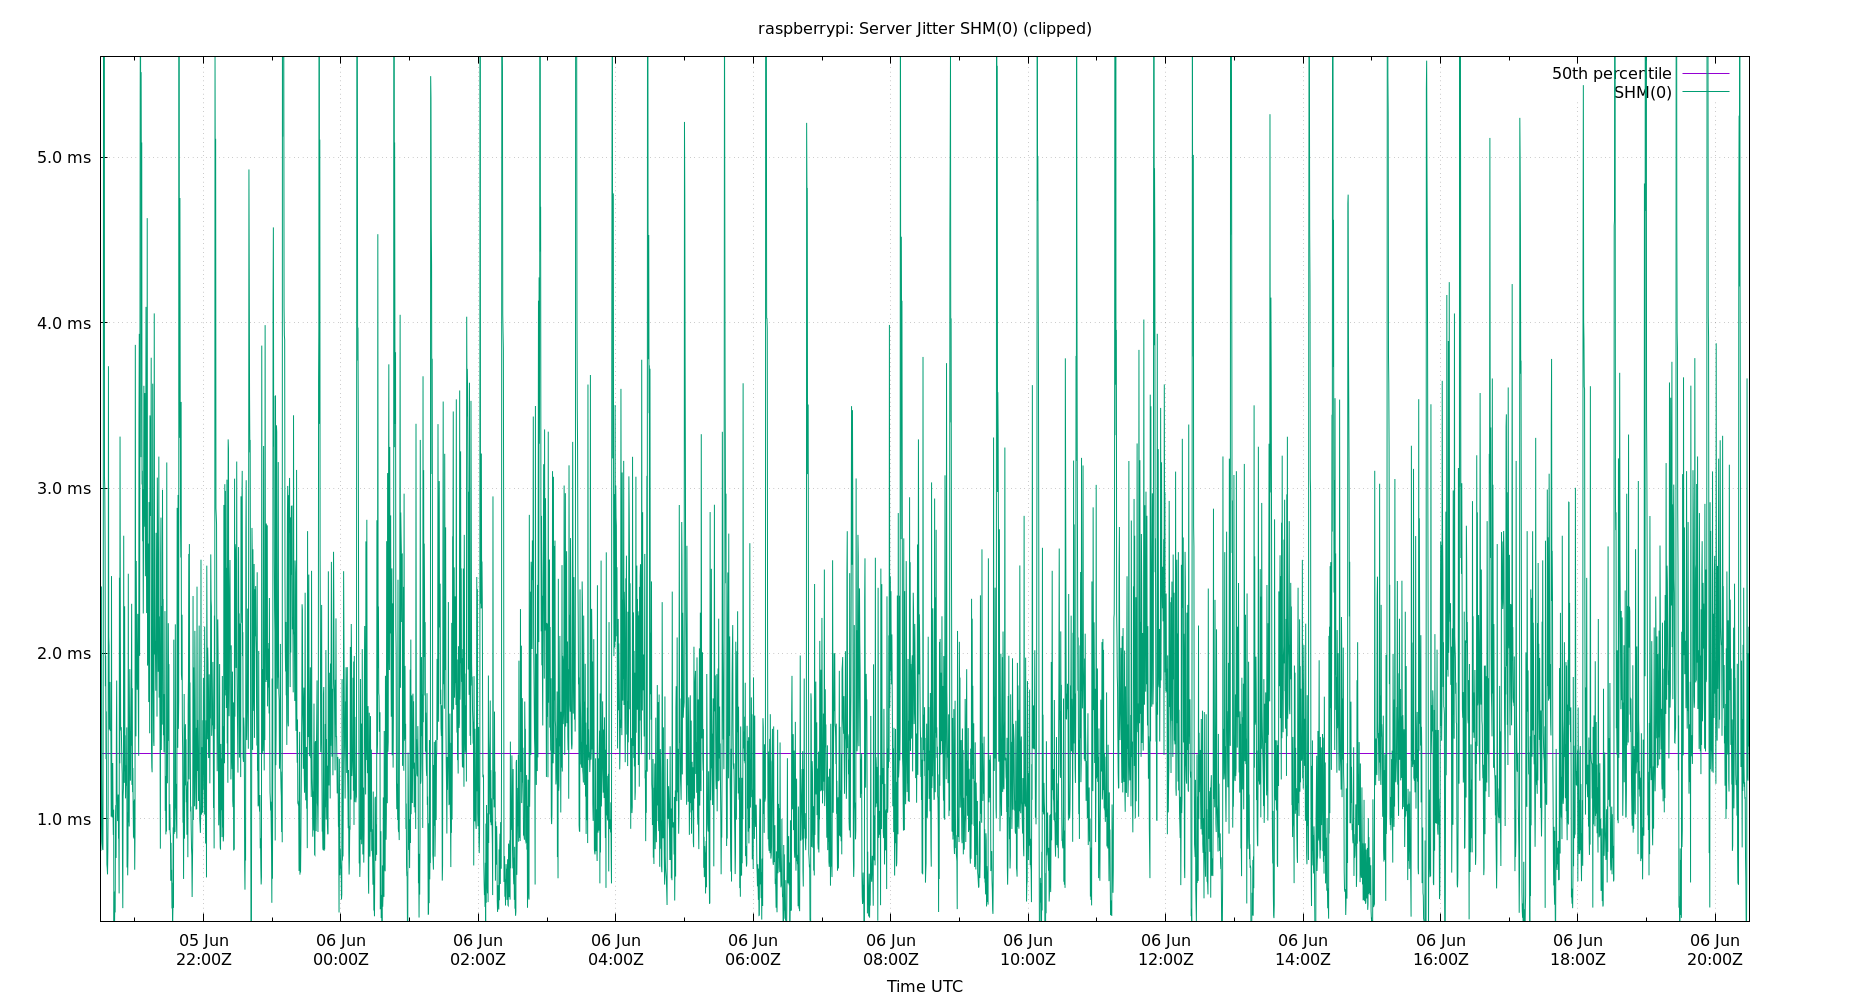 raspberrypi: Server Jitter SHM(0) (clipped)
50th percentile
SHM(0)
5.0 ms
4.0 ms
3.0 ms
2.0 ms
1.0 ms
05 Jun 06 Jun 06 Jun 06 Jun 06 Jun 06 Jun 06 Jun 06 Jun 06 Jun 06 Jun 06 Jun 06 Jun
22:00Z 00:00Z 02:00Z 04:00Z 06:00Z 08:00Z 10:00Z 12:00Z 14:00Z 16:00Z 18:00Z 20:00Z
Time UTC